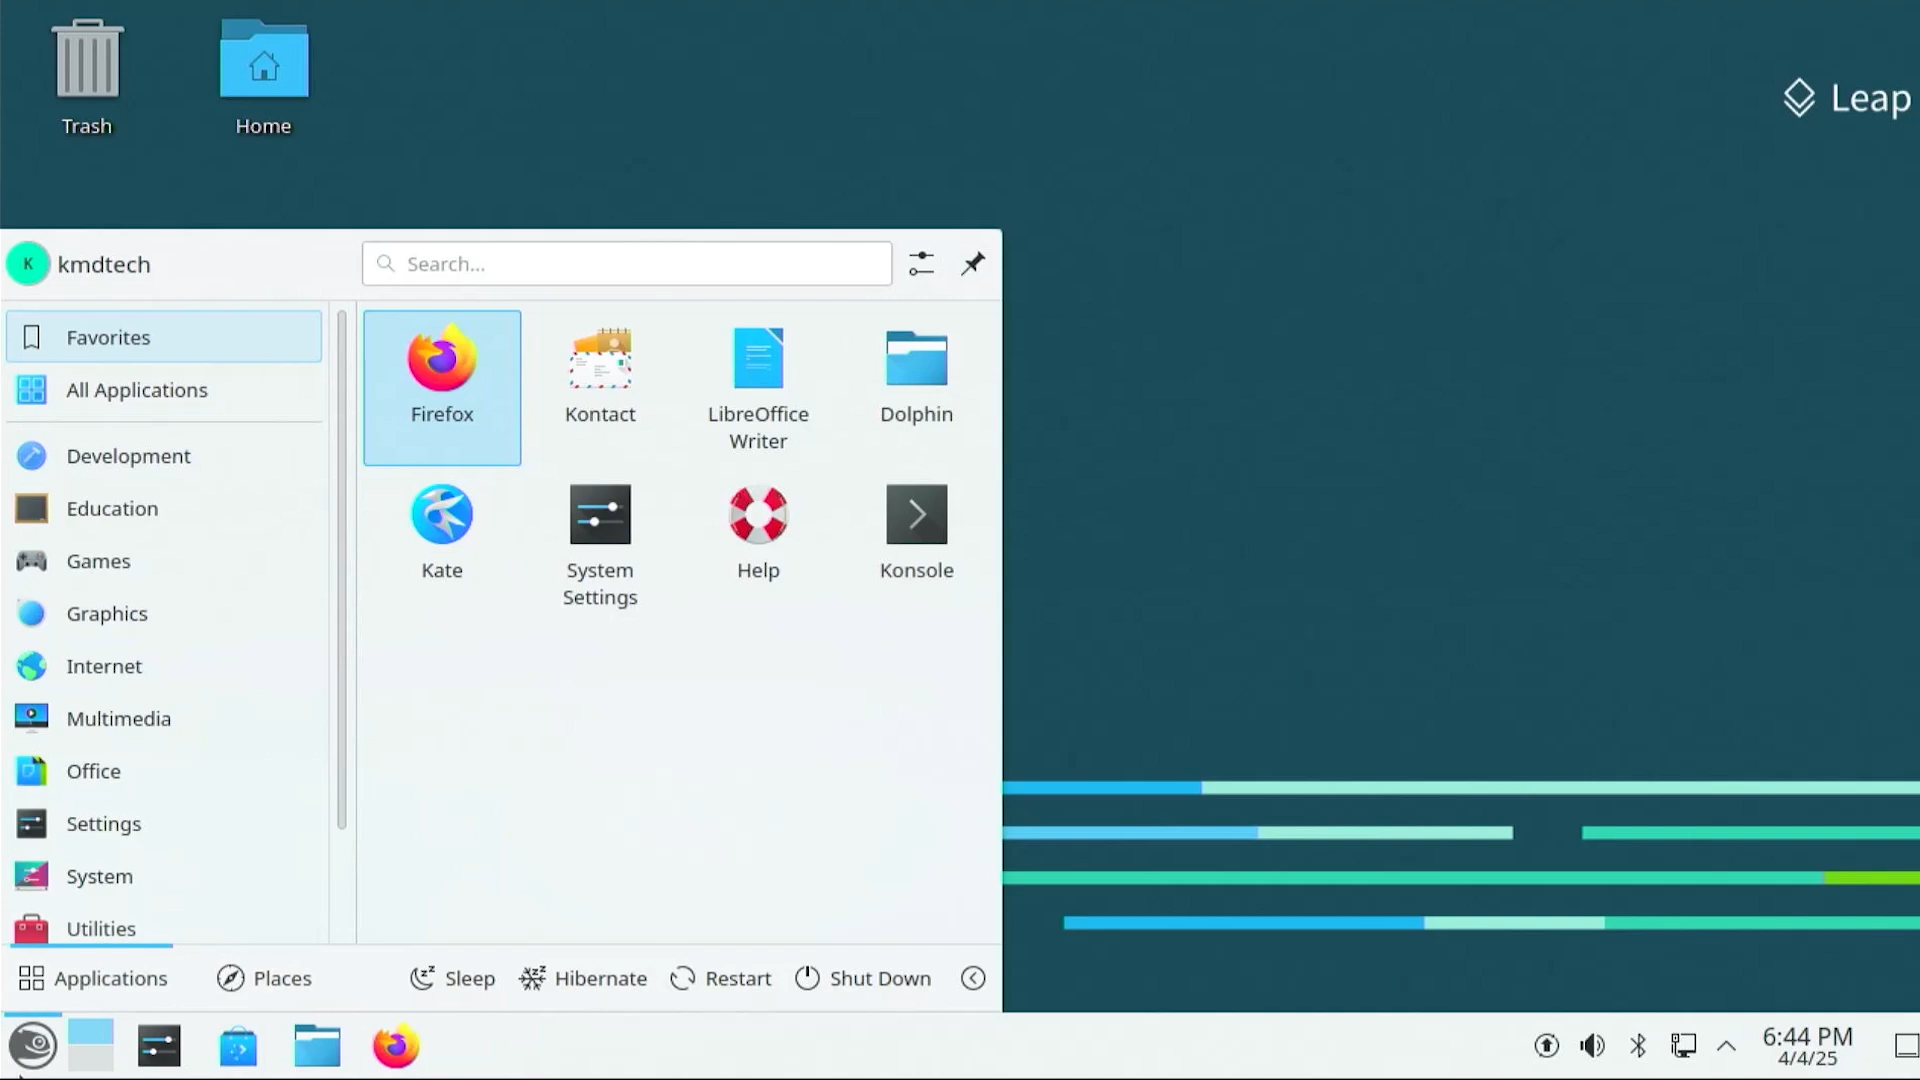 Trash
Home
Leap
K
kmdtech
Search...
Favorites
All Applications
Development
Education
Games
Graphics
Internet
Multimedia
Office
Settings
System
Utilities
Firefox
Kontact
LibreOffice
Writer
Dolphin
Kate
System
Settings
Help
Konsole
Applications
Places
Sleep
Hibernate
Restart
Shut Down
6:44 PM
4/4/25